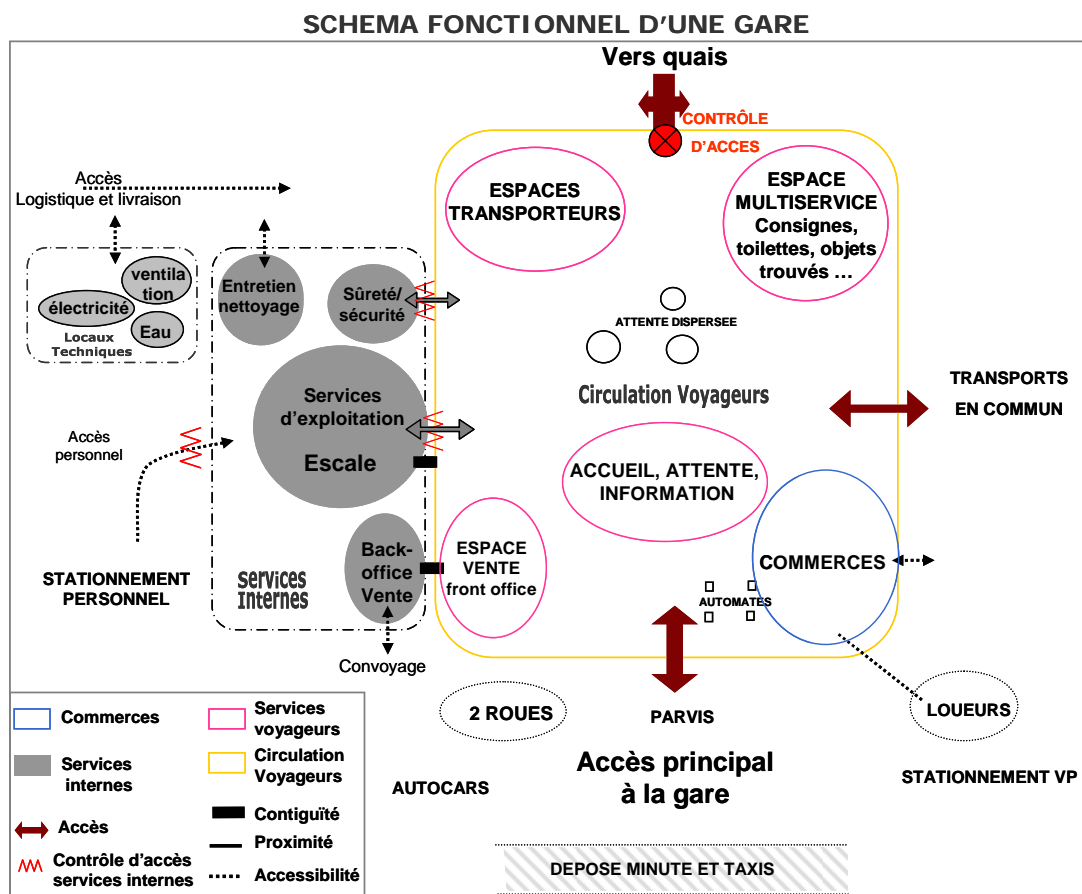 SCHEMA FONCTIONNEL D'UNE GARE
Vers quais
CONTRÔLE
D'ACCES
Accès
Logistique et livraison
ventila
tion
électricité
Eau
Locaux
Techniques
Entretien
nettoyage
Sûreté/
sécurité
ESPACES
TRANSPORTEURS
ESPACE
MULTISERVICE
Consignes,
toilettes, objets
trouvés ...
ATTENTE DISPERSEE
Circulation Voyageurs
TRANSPORTS
EN COMMUN
Services
d'exploitation
Escale
Accès
personnel
ACCUEIL, ATTENTE,
INFORMATION
STATIONNEMENT
PERSONNEL
Services
Internes
Back-
office
Vente
ESPACE
VENTE
front office
COMMERCES
AUTOMATES
Convoyage
2 ROUES
PARVIS
LOUEURS
AUTOCARS
Accès principal
à la gare
STATIONNEMENT VP
DEPOSE MINUTE ET TAXIS
Commerces
Services
internes
Accès
Contrôle d'accès
services internes
Services
voyageurs
Circulation
Voyageurs
Contiguïté
Proximité
Accessibilité